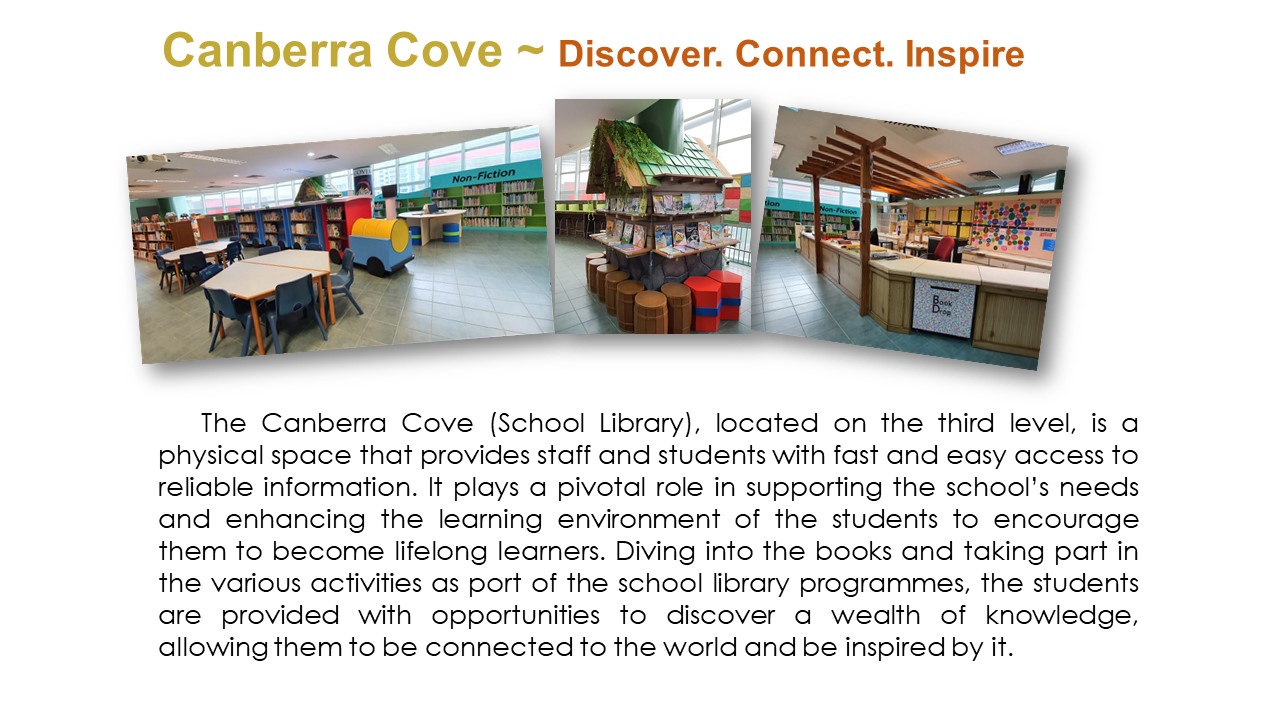 Canberra Cove ~ Discover. Connect. Inspire
Non-Fiction
Non-Fiction
Book
Drop
The Canberra Cove (School Library), located on the third level, is a
physical space that provides staff and students with fast and easy access to
reliable information. It plays a pivotal role in supporting the school’s needs
and enhancing the learning environment of the students to encourage
them to become lifelong learners. Diving into the books and taking part in
the various activities as part of the school library programmes, the students
are provided with opportunities to discover a wealth of knowledge,
allowing them to be connected to the world and be inspired by it.